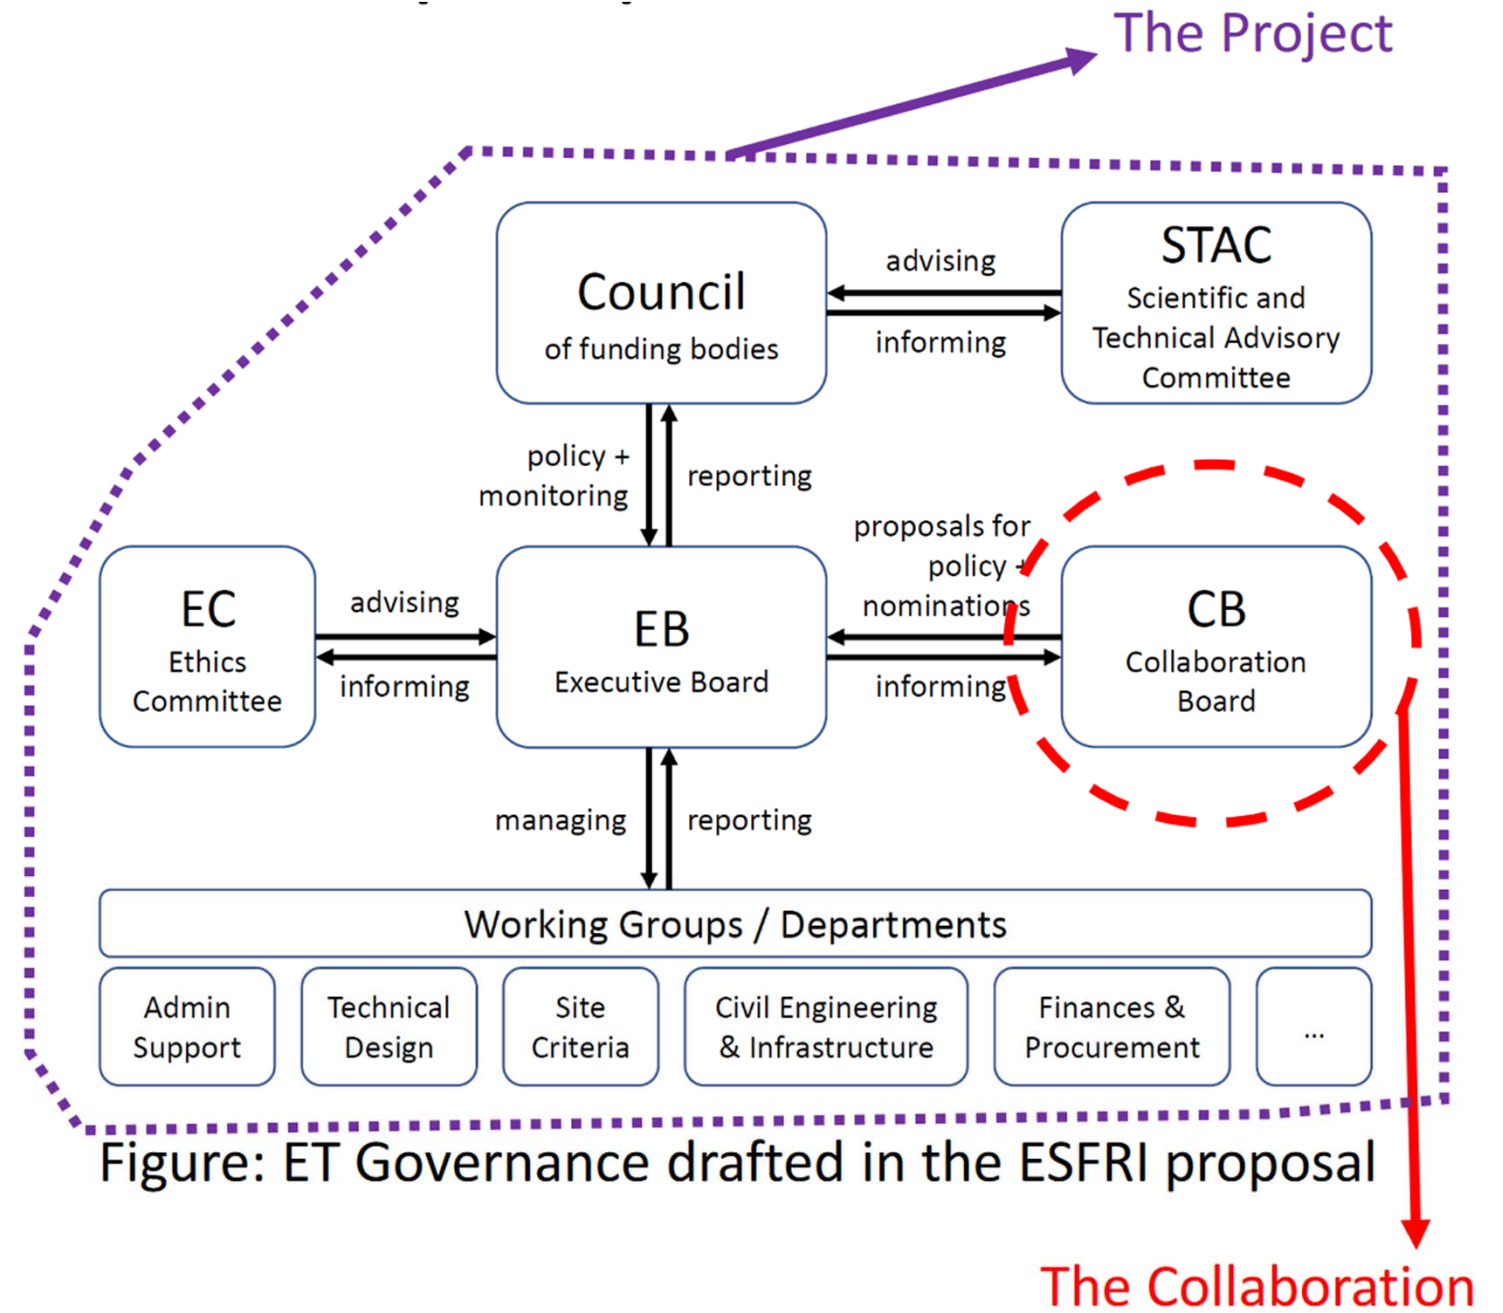 The Project
Council
of funding bodies
advising
informing
STAC
Scientific and
Technical Advisory
Committee
policy +
monitoring
reporting
proposals for
policy +
nominations
EC
Ethics
Committee
advising
informing
EB
Executive Board
informing
CB
Collaboration
Board
managing
reporting
Working Groups / Departments
Admin
Support
Technical
Design
Site
Criteria
Civil Engineering
& Infrastructure
Finances &
Procurement
...
Figure: ET Governance drafted in the ESFRI proposal
The Collaboration